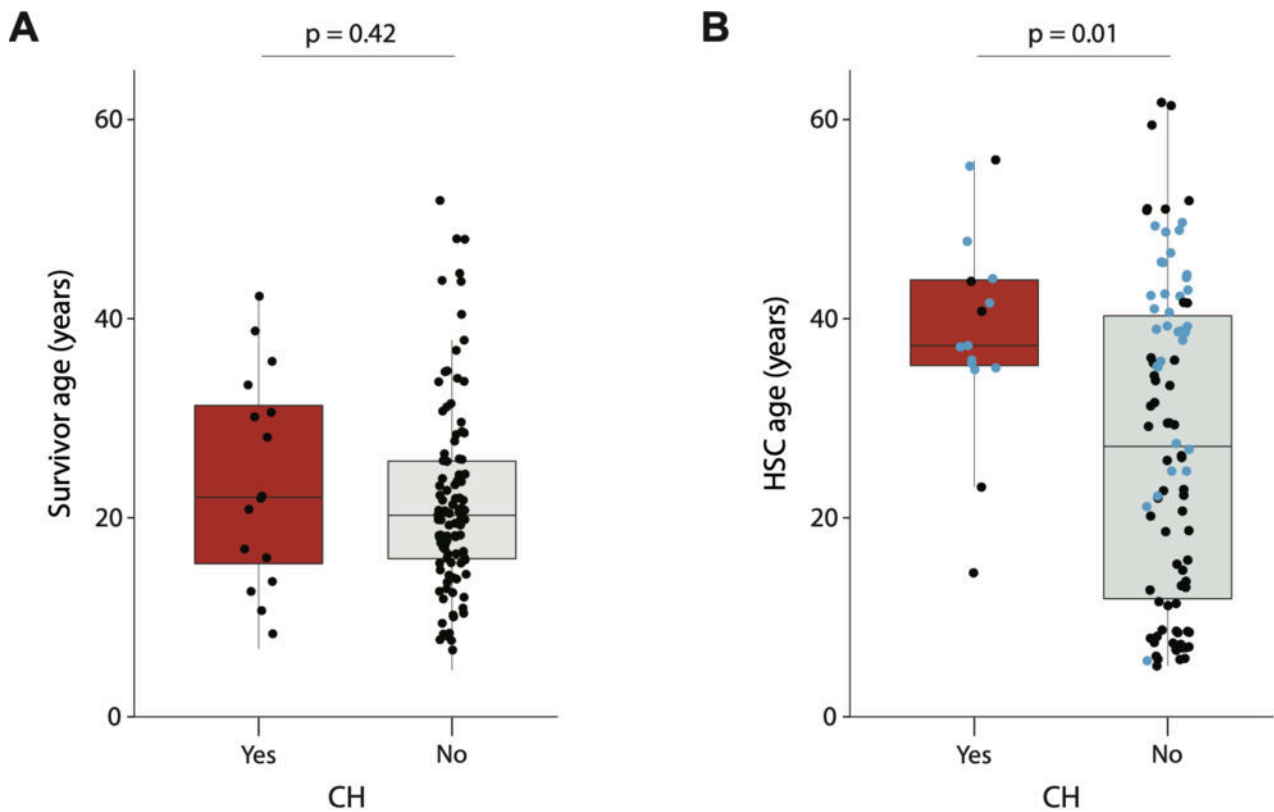 A
p = 0.42
Survivor age (years)
60
40
20
0
Yes
No
CH
B
p = 0.01
HSC age (years)
60
40
20
0
Yes
No
CH